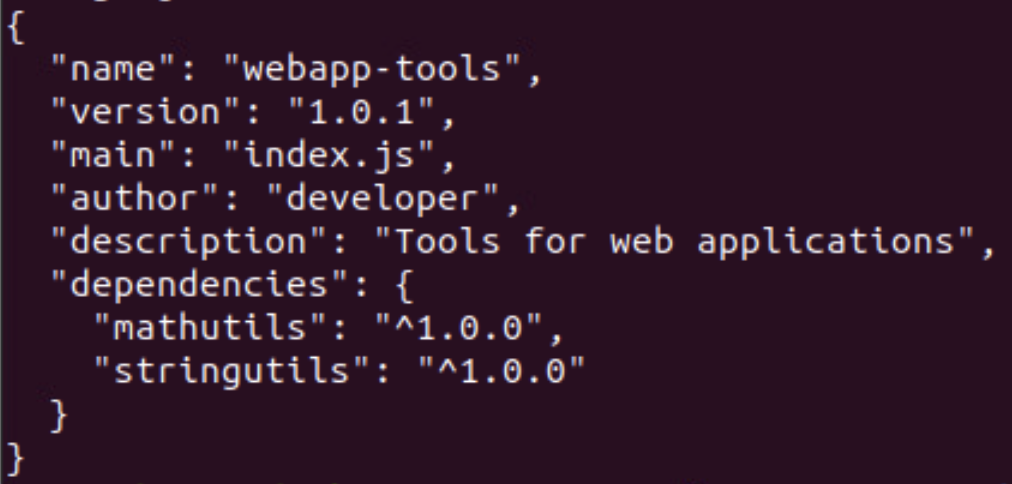 {
  "name": "webapp-tools",
  "version": "1.0.1",
  "main": "index.js",
  "author": "developer",
  "description": "Tools for web applications",
  "dependencies": {
    "mathutils": "^1.0.0",
    "stringutils": "^1.0.0"
  }
}